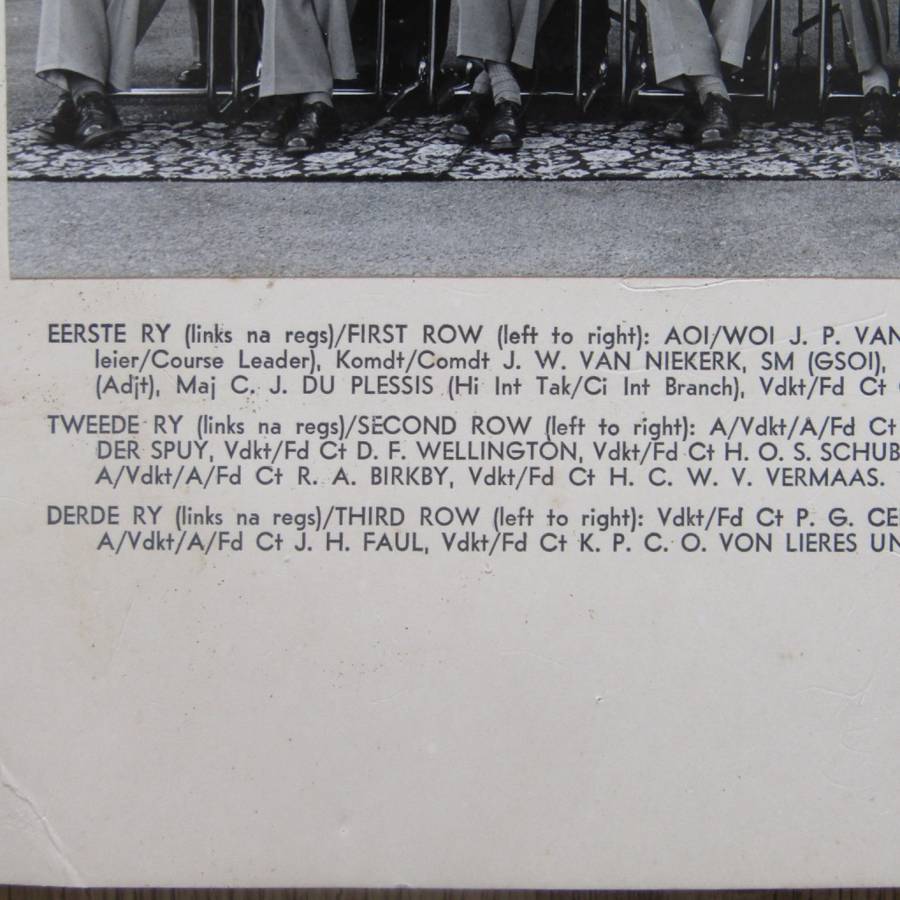 EERSTE RY (links na regs)/FIRST ROW (left to right): AOI/WOI J. P. VAN
leier/Course Leader), Komdt/Comdt J. W. VAN NIEKERK, SM (GSOI),
(Adjt), Maj C. J. DU PLESSIS (Hi Int Tak/Ci Int Branch), Vdkt/Fd Ct
TWEEDE RY (links na regs)/SECOND ROW (left to right): A/Vdkt/A/Fd Ct
DER SPUY, Vdkt/Fd Ct D. F. WELLINGTON, Vdkt/Fd Ct H. O. S. SCHUB
A/Vdkt/A/Fd Ct R. A. BIRKBY, Vdkt/Fd Ct H. C. W. V. VERMAAS.
DERDE RY (links na regs)/THIRD ROW (left to right): Vdkt/Fd Ct P. G. CE
A/Vdkt/A/Fd Ct J. H. FAUL, Vdkt/Fd Ct K. P. C. O. VON LIERES UN